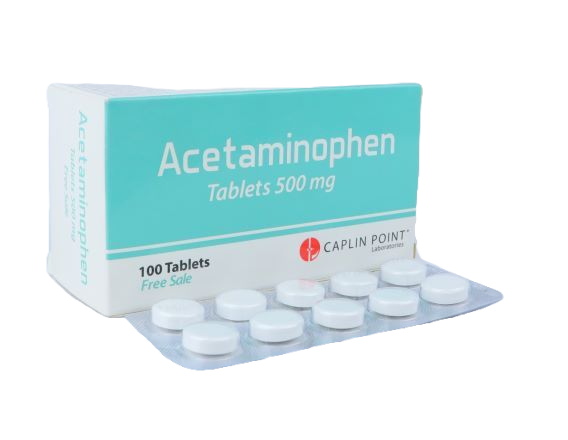 Acetaminophen
Tablets 500 mg
Free Sale
Acetaminophen
Tablets 500 mg
100 Tablets
Free Sale
CAPLIN POINT
Laboratories